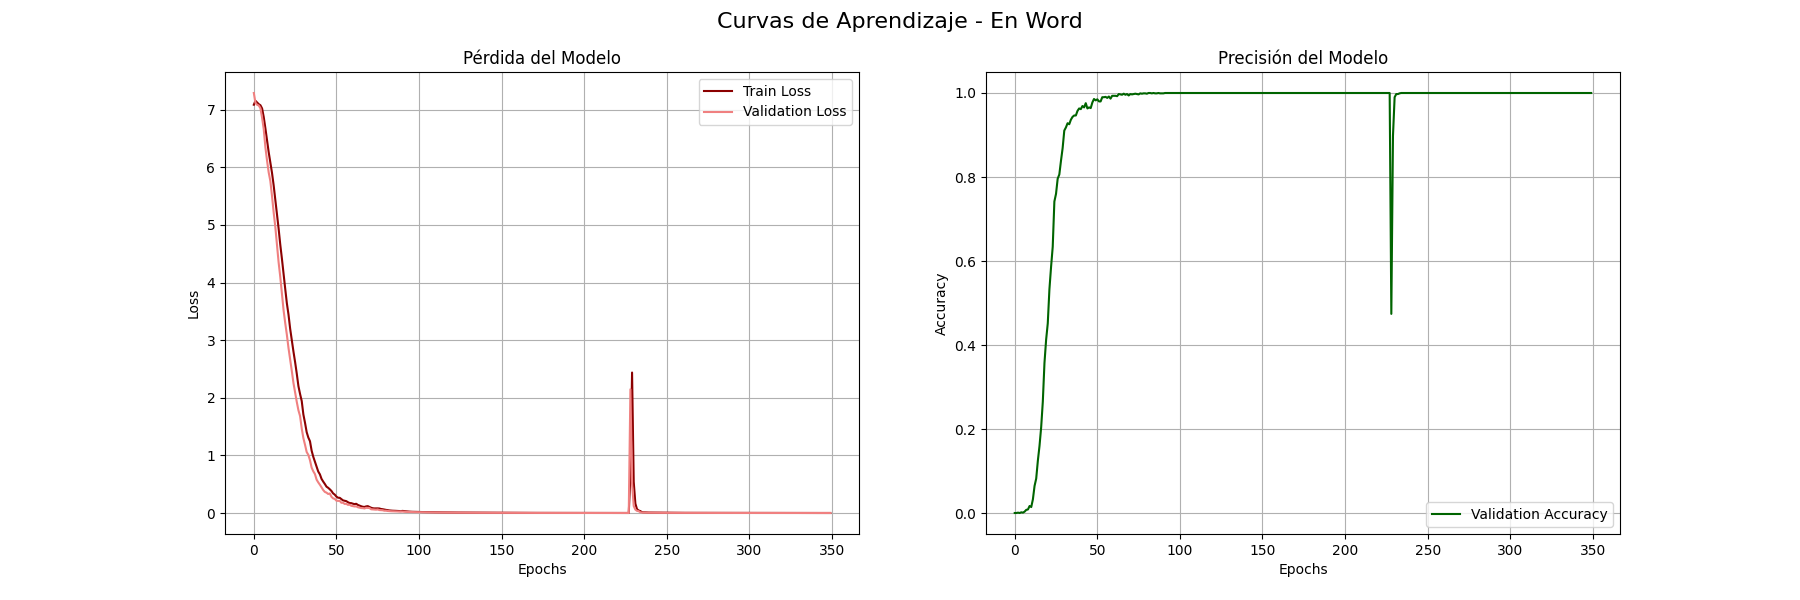 Curvas de Aprendizaje - En Word
Pérdida del Modelo
Train Loss
Validation Loss
7
6
5
4
3
2
1
0
Loss
0 50 100 150 200 250 300 350
Epochs
Precisión del Modelo
1.0
0.8
0.6
0.4
0.2
0.0
Accuracy
Validation Accuracy
0 50 100 150 200 250 300 350
Epochs